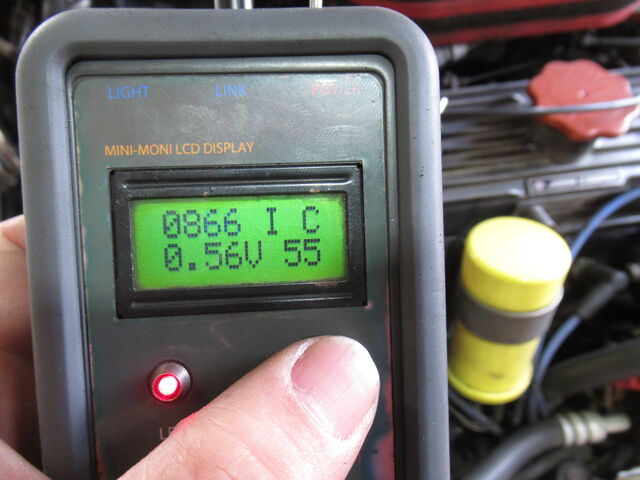 LIGHT LINK POWER
MINI-MONI LCD DISPLAY
0866 I C
0.56V 55